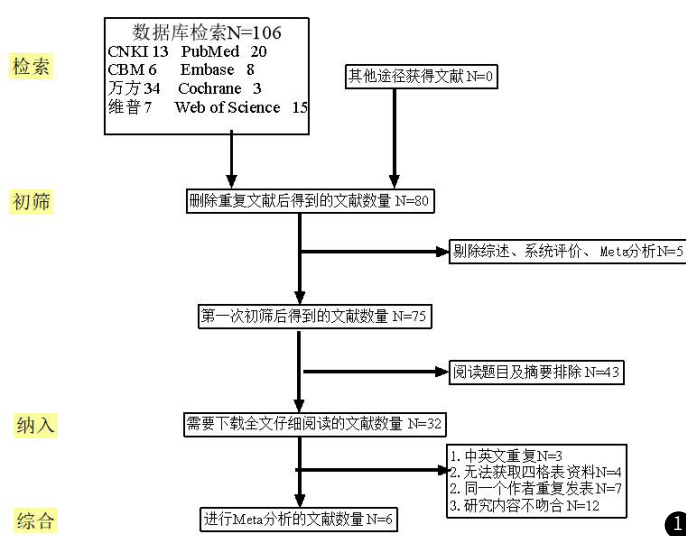 数据库检索N=106
CNKI 13 PubMed 20
CBM 6 Embase 8
万方 34 Cochrane 3
维普 7 Web of Science 15
检索
其他途径获得文献 N=0
初筛
删除重复文献后得到的文献数量 N=80
剔除综述、系统评价、Meta分析N=5
第一次初筛后得到的文献数量 N=75
阅读题目及摘要排除 N=43
纳入
需要下载全文仔细阅读的文献数量 N=32
1. 中英文重复N=3
2. 无法获取四格表资料N=4
2. 同一个作者重复发表 N=7
3. 研究内容不吻合 N=12
综合
进行Meta分析的文献数量 N=6
1